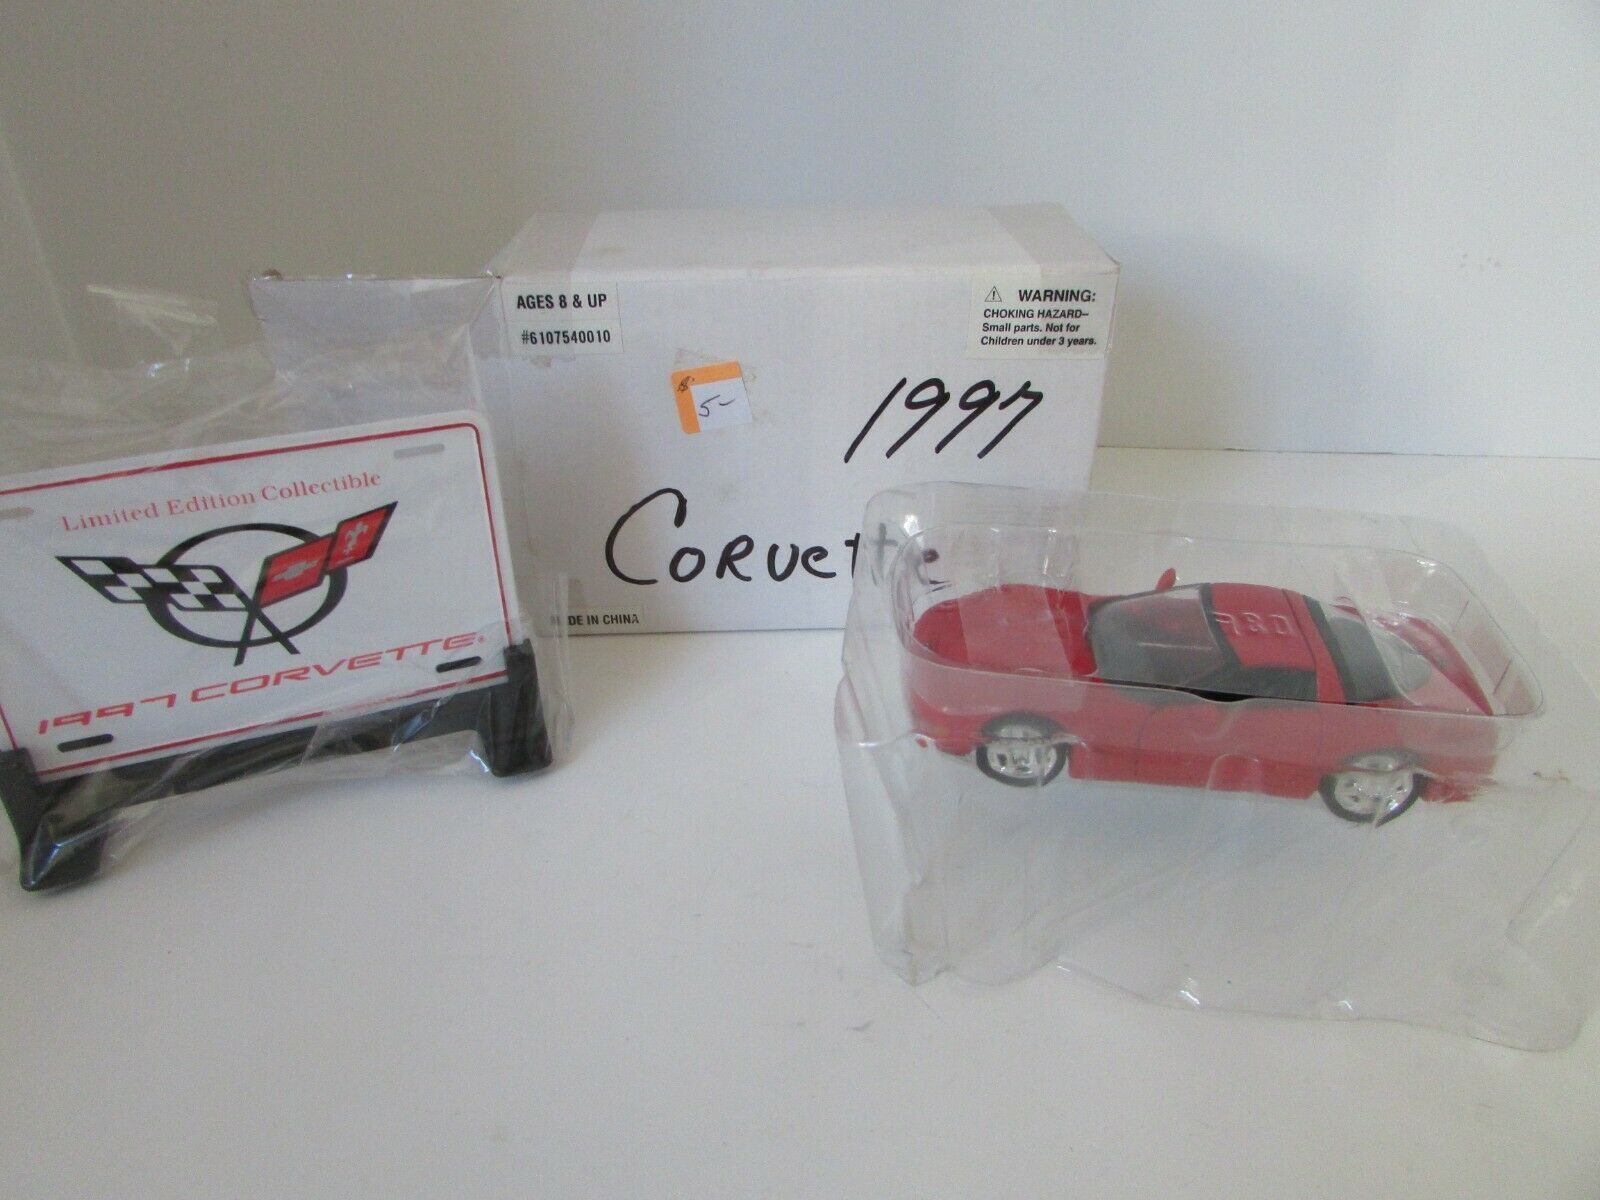 AGES 8 & UP
#6107540010
WARNING:
CHOKING HAZARD–
Small parts. Not for
Children under 3 years.
5-
1997
Corvette
MADE IN CHINA
Limited Edition Collectible
1997 CORVETTE